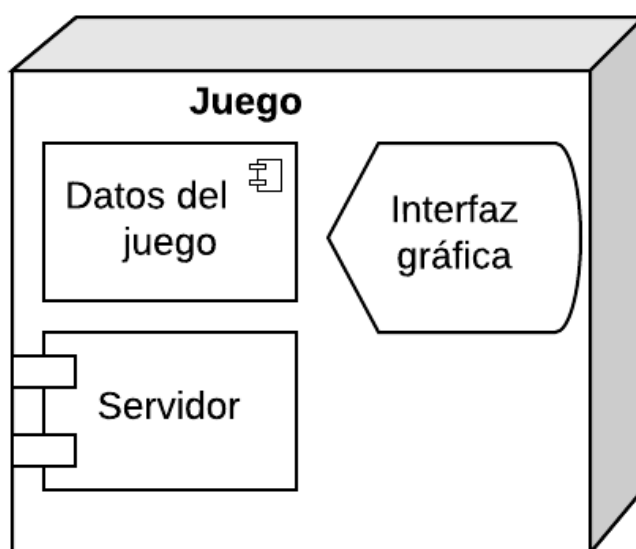 Juego
Datos del
juego
Interfaz
gráfica
Servidor